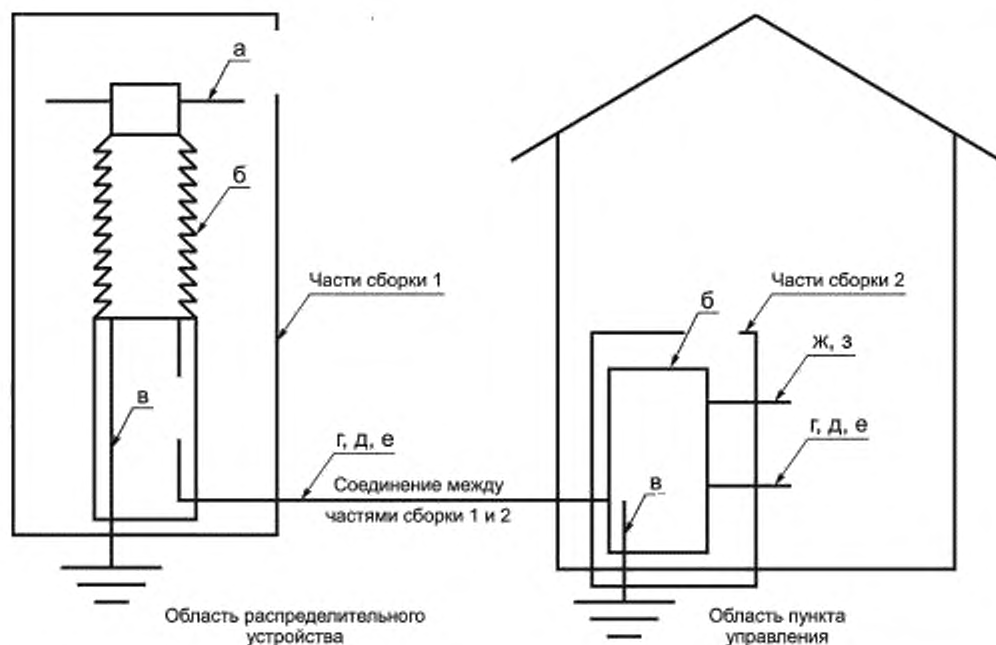 а
б
Части сборки 1
в
г, д, е
Соединение между
частями сборки 1 и 2
Область распределительного
устройства
Части сборки 2
б
ж, з
г, д, е
в
Область пункта
управления